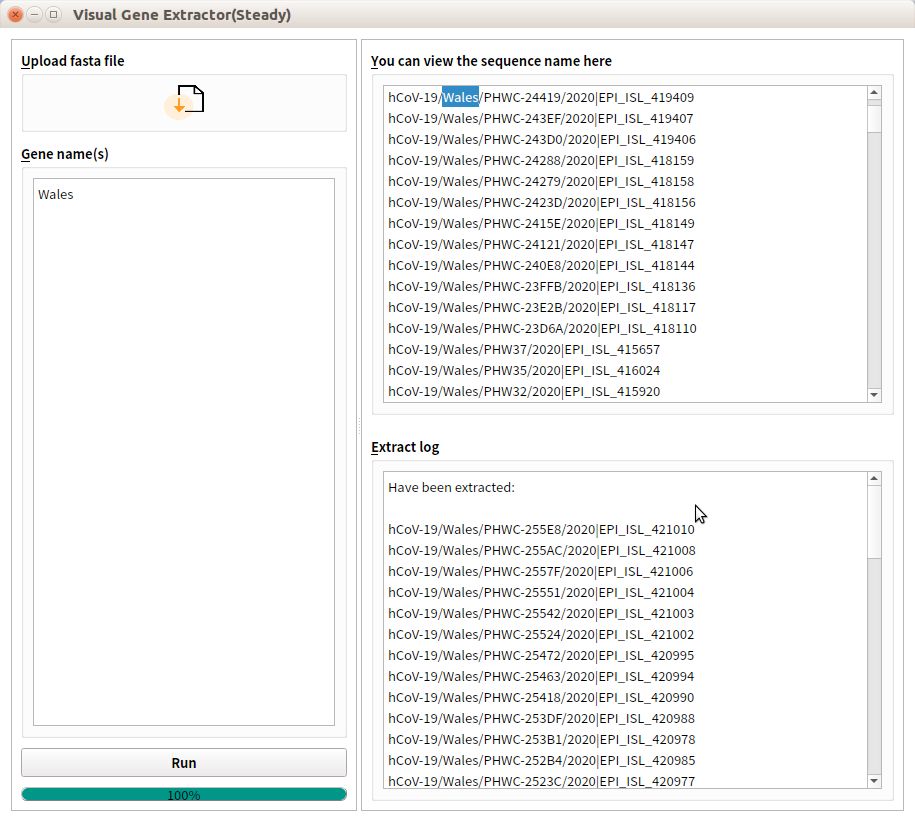 Visual Gene Extractor(Steady)
Upload fasta file
Gene name(s)
Wales
Run
100%
You can view the sequence name here
hCoV-19/Wales/PHWC-24419/2020|EPI_ISL_419409
hCoV-19/Wales/PHWC-243EF/2020|EPI_ISL_419407
hCoV-19/Wales/PHWC-243D0/2020|EPI_ISL_419406
hCoV-19/Wales/PHWC-24288/2020|EPI_ISL_418159
hCoV-19/Wales/PHWC-24279/2020|EPI_ISL_418158
hCoV-19/Wales/PHWC-2423D/2020|EPI_ISL_418156
hCoV-19/Wales/PHWC-2415E/2020|EPI_ISL_418149
hCoV-19/Wales/PHWC-24121/2020|EPI_ISL_418147
hCoV-19/Wales/PHWC-240E8/2020|EPI_ISL_418144
hCoV-19/Wales/PHWC-23FFB/2020|EPI_ISL_418136
hCoV-19/Wales/PHWC-23E2B/2020|EPI_ISL_418117
hCoV-19/Wales/PHWC-23D6A/2020|EPI_ISL_418110
hCoV-19/Wales/PHW37/2020|EPI_ISL_415657
hCoV-19/Wales/PHW35/2020|EPI_ISL_416024
hCoV-19/Wales/PHW32/2020|EPI_ISL_415920
Extract log
Have been extracted:
hCoV-19/Wales/PHWC-255E8/2020|EPI_ISL_421010
hCoV-19/Wales/PHWC-255AC/2020|EPI_ISL_421008
hCoV-19/Wales/PHWC-2557F/2020|EPI_ISL_421006
hCoV-19/Wales/PHWC-25551/2020|EPI_ISL_421004
hCoV-19/Wales/PHWC-25542/2020|EPI_ISL_421003
hCoV-19/Wales/PHWC-25524/2020|EPI_ISL_421002
hCoV-19/Wales/PHWC-25472/2020|EPI_ISL_420995
hCoV-19/Wales/PHWC-25463/2020|EPI_ISL_420994
hCoV-19/Wales/PHWC-25418/2020|EPI_ISL_420990
hCoV-19/Wales/PHWC-253DF/2020|EPI_ISL_420988
hCoV-19/Wales/PHWC-253B1/2020|EPI_ISL_420978
hCoV-19/Wales/PHWC-252B4/2020|EPI_ISL_420985
hCoV-19/Wales/PHWC-2523C/2020|EPI_ISL_420977